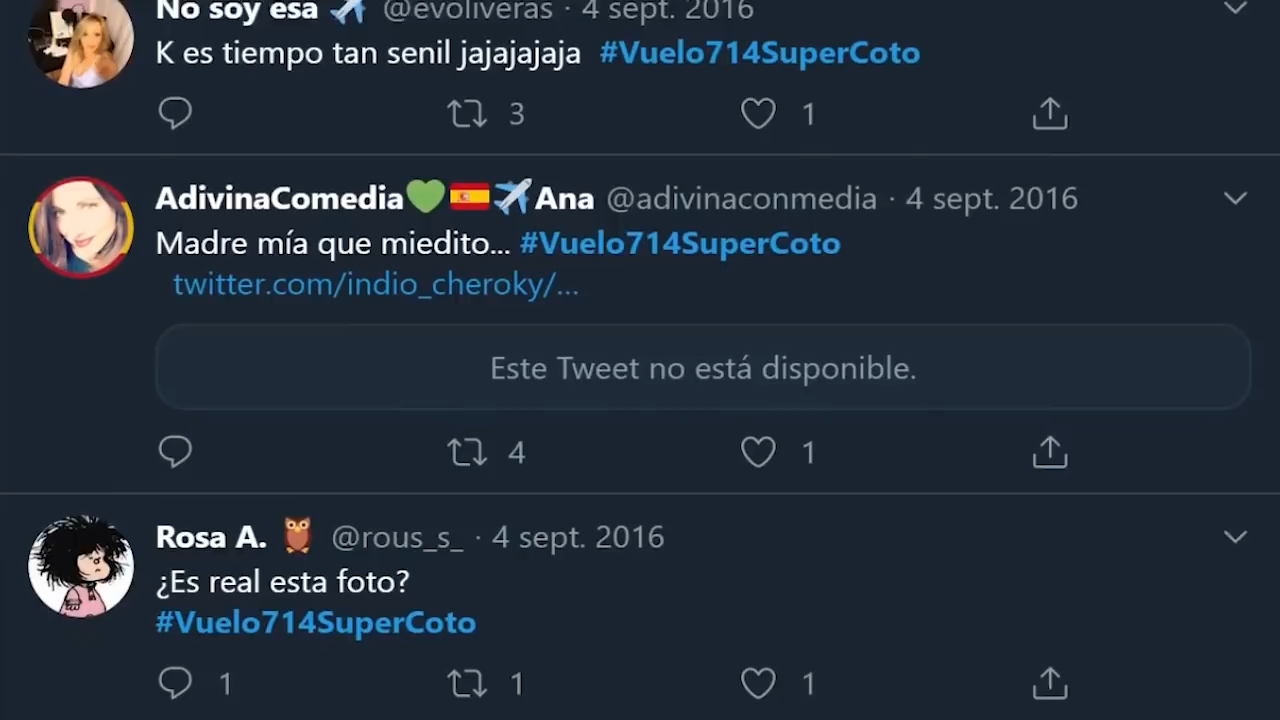 No soy esa ✈️ @evoliveras · 4 sept. 2016
K es tiempo tan senil jajajajaja #Vuelo714SuperCoto
3 1
AdivinaComedia💚🇪🇸✈️Ana @adivinaconmedia · 4 sept. 2016
Madre mía que miedito... #Vuelo714SuperCoto
twitter.com/indio_cheroky/...
Este Tweet no está disponible.
4 1
Rosa A. 🦉 @rous_s_ · 4 sept. 2016
¿Es real esta foto?
#Vuelo714SuperCoto
1 1 1